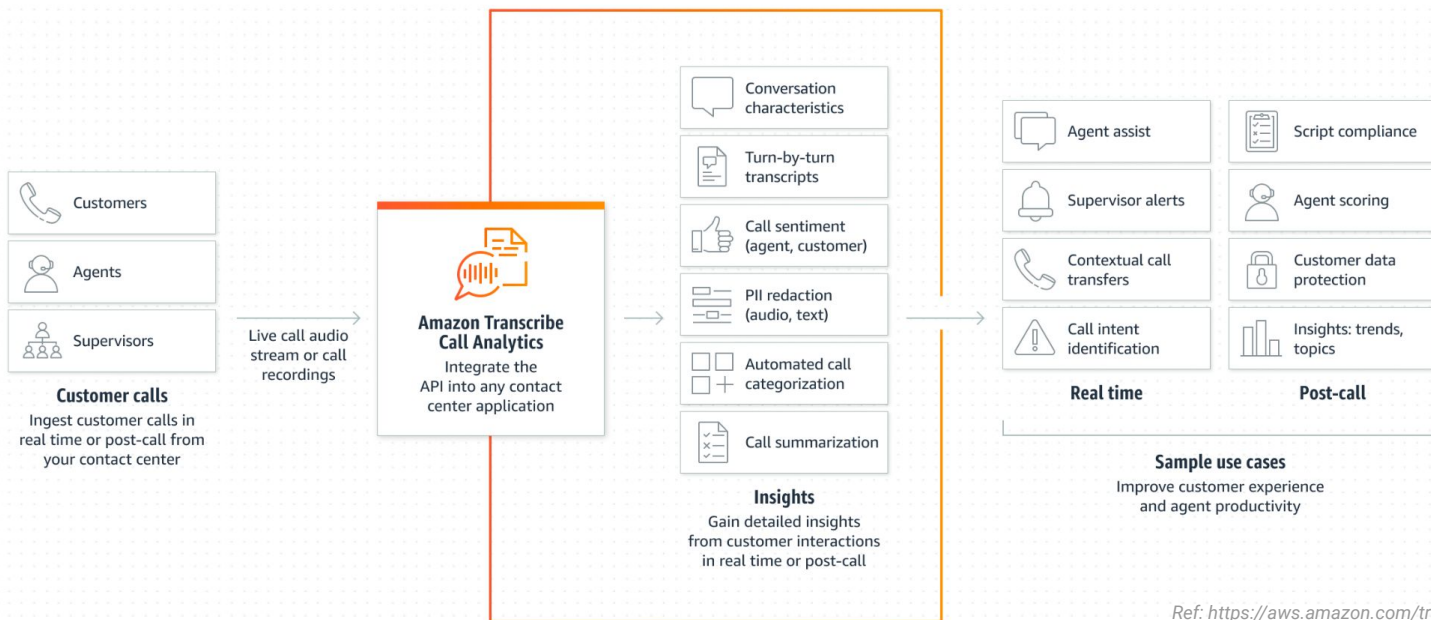 Customers
Agents
Supervisors
Customer calls
Ingest customer calls in
real time or post-call from
your contact center
Live call audio
stream or call
recordings
Amazon Transcribe
Call Analytics
Integrate the
API into any contact
center application
Conversation
characteristics
Turn-by-turn
transcripts
Call sentiment
(agent, customer)
PII redaction
(audio, text)
Automated call
categorization
Call summarization
Insights
Gain detailed insights
from customer interactions
in real time or post-call
Agent assist
Supervisor alerts
Contextual call
transfers
Call intent
identification
Real time
Script compliance
Agent scoring
Customer data
protection
Insights: trends,
topics
Post-call
Sample use cases
Improve customer experience
and agent productivity
Ref: https://aws.amazon.com/tr